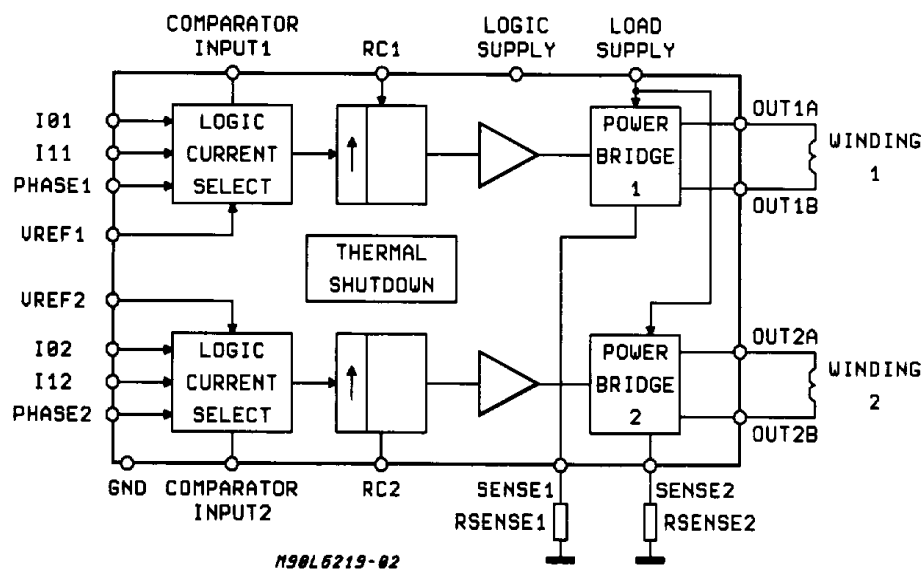 COMPARATOR
INPUT1
RC1
LOGIC
SUPPLY
LOAD
SUPPLY
I01
I11
PHASE1
VREF1
LOGIC
CURRENT
SELECT
POWER
BRIDGE
1
OUT1A
OUT1B
WINDING
1
THERMAL
SHUTDOWN
VREF2
I02
I12
PHASE2
LOGIC
CURRENT
SELECT
POWER
BRIDGE
2
OUT2A
OUT2B
WINDING
2
GND
COMPARATOR
INPUT2
RC2
SENSE1
RSENSE1
SENSE2
RSENSE2
M90L6219-02